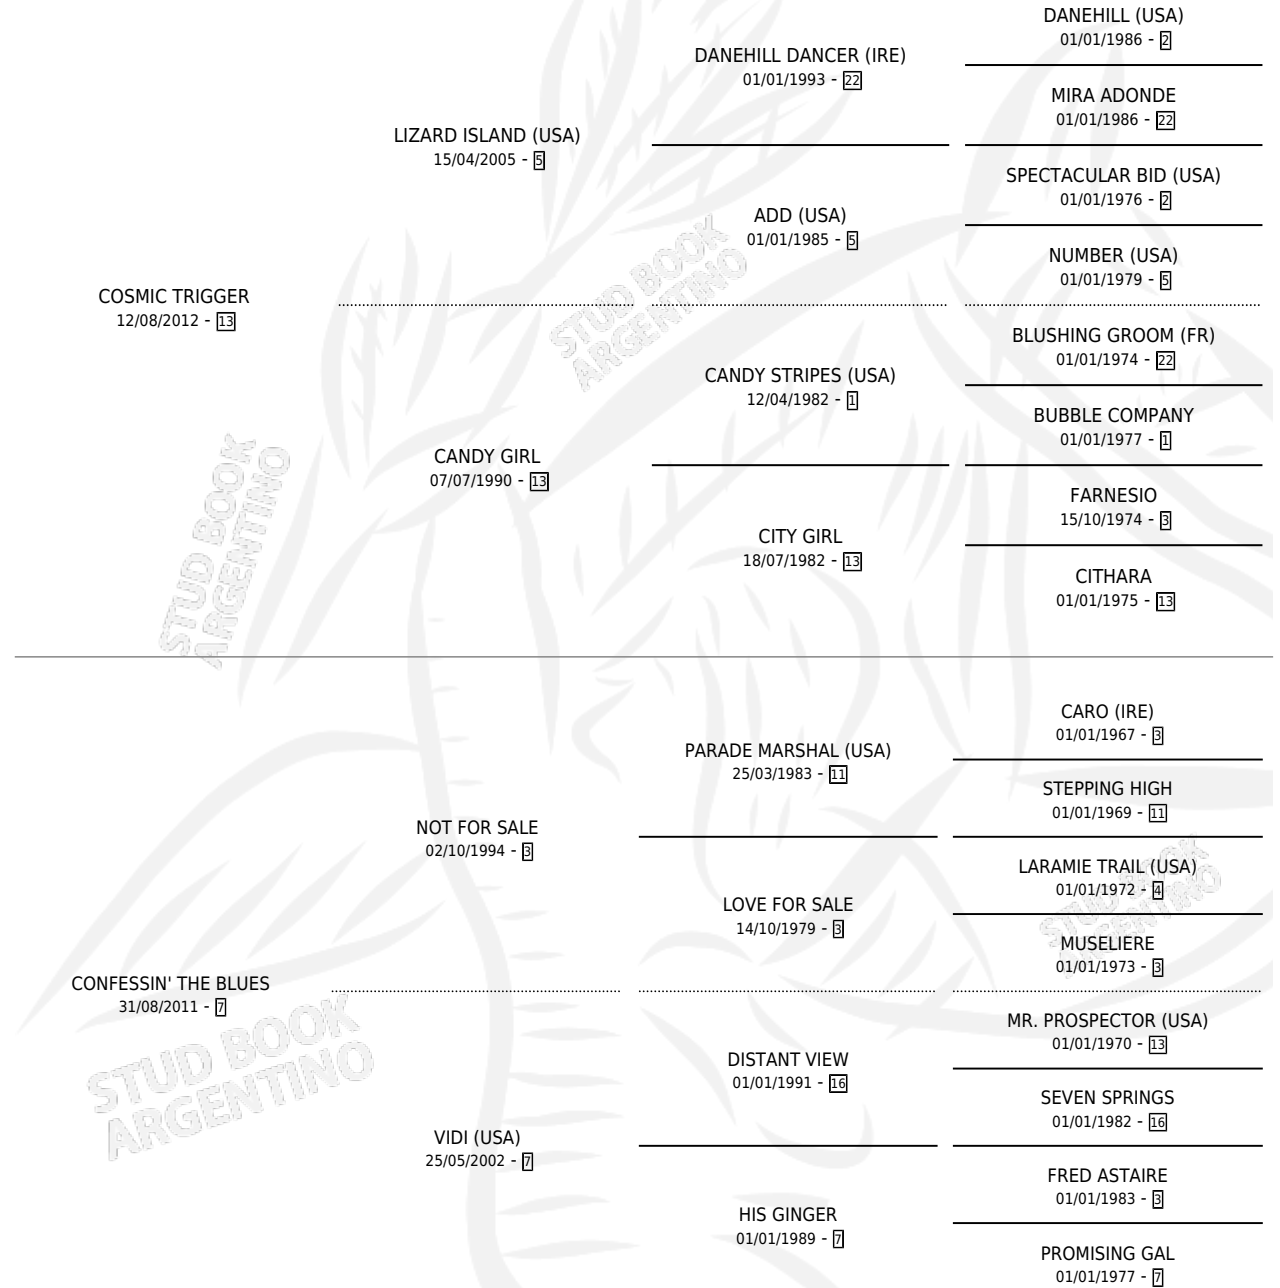 DANEHILL (USA)
01/01/1986 - 2
DANEHILL DANCER (IRE)
01/01/1993 - 22
MIRA ADONDE
01/01/1986 - 22
LIZARD ISLAND (USA)
15/04/2005 - 5
SPECTACULAR BID (USA)
01/01/1976 - 2
ADD (USA)
01/01/1985 - 5
NUMBER (USA)
01/01/1979 - 5
STUD BOOK
ARGENTINO
COSMIC TRIGGER
12/08/2012 - 13
BLUSHING GROOM (FR)
01/01/1974 - 22
CANDY STRIPES (USA)
12/04/1982 - 1
BUBBLE COMPANY
01/01/1977 - 1
CANDY GIRL
07/07/1990 - 13
FARNESIO
15/10/1974 - 3
CITY GIRL
18/07/1982 - 13
CITHARA
01/01/1975 - 13
STUD BOOK
ARGENTINO
CARO (IRE)
01/01/1967 - 3
PARADE MARSHAL (USA)
25/03/1983 - 11
STEPPING HIGH
01/01/1969 - 11
NOT FOR SALE
02/10/1994 - 3
LARAMIE TRAIL (USA)
01/01/1972 - 4
LOVE FOR SALE
14/10/1979 - 3
MUSELIERE
01/01/1973 - 3
STUD BOOK
ARGENTINO
CONFESSIN' THE BLUES
31/08/2011 - 7
MR. PROSPECTOR (USA)
01/01/1970 - 13
DISTANT VIEW
01/01/1991 - 16
SEVEN SPRINGS
01/01/1982 - 16
STUD BOOK
ARGENTINO
VIDI (USA)
25/05/2002 - 7
FRED ASTAIRE
01/01/1983 - 3
HIS GINGER
01/01/1989 - 7
PROMISING GAL
01/01/1977 - 7